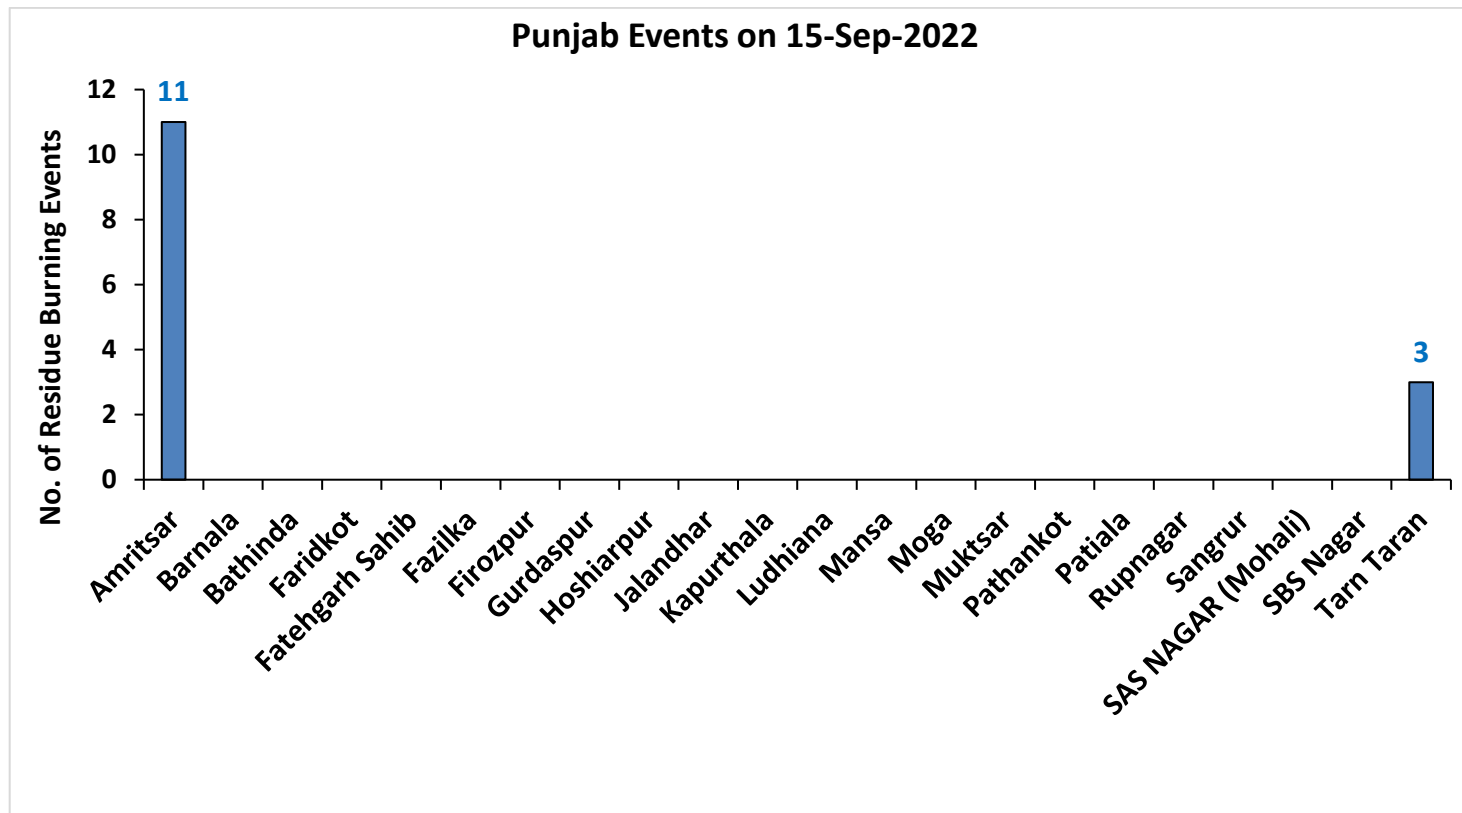 Punjab Events on 15-Sep-2022
No. of Residue Burning Events
12
10
8
6
4
2
0
11
3
Amritsar
Barnala
Bathinda
Faridkot
Fatehgarh Sahib
Fazilka
Firozpur
Gurdaspur
Hoshiarpur
Jalandhar
Kapurthala
Ludhiana
Mansa
Moga
Muktsar
Pathankot
Patiala
Rupnagar
Sangrur
SAS NAGAR (Mohali)
SBS Nagar
Tarn Taran